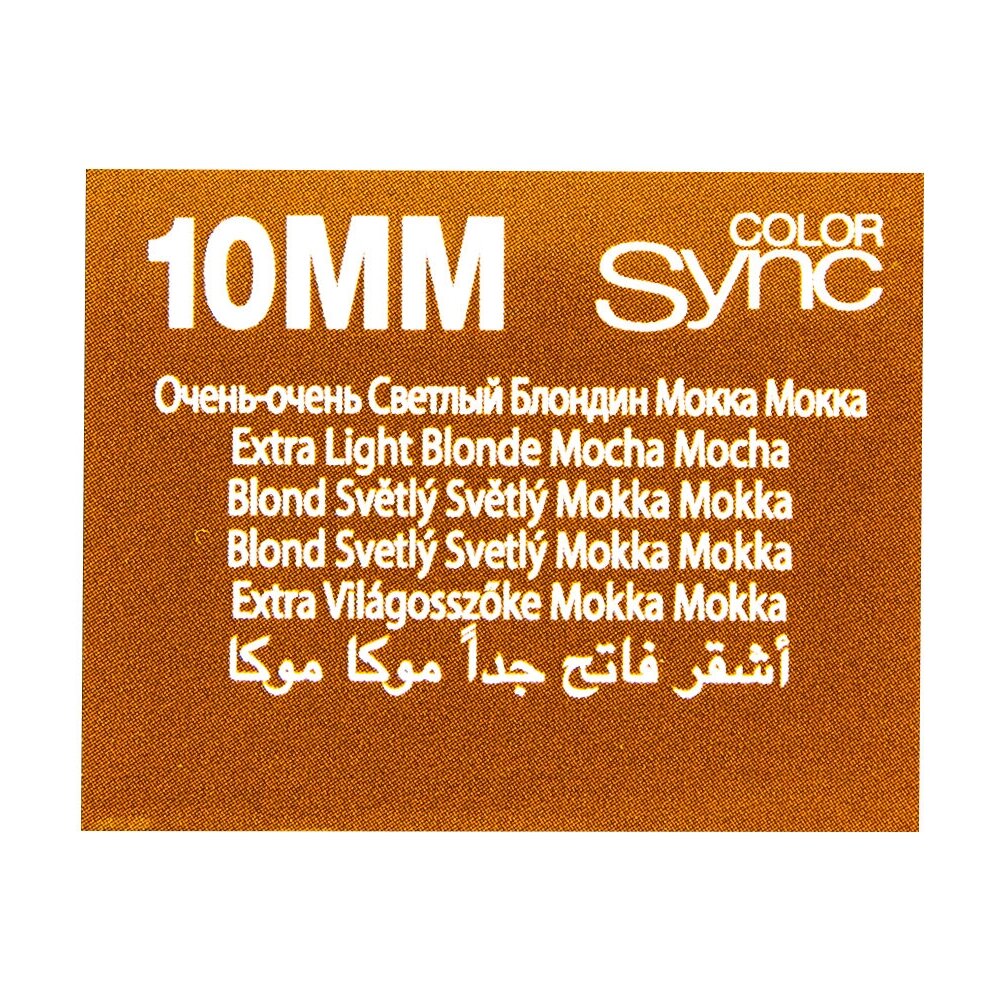 10MM
COLOR
Sync
Очень-очень Светлый Блондин Мокка Мокка
Extra Light Blonde Mocha Mocha
Blond Světlý Světlý Mokka Mokka
Blond Svetlý Svetlý Mokka Mokka
Extra Világosszőke Mokka Mokka
أشقر فاتح جداً موكا موكا